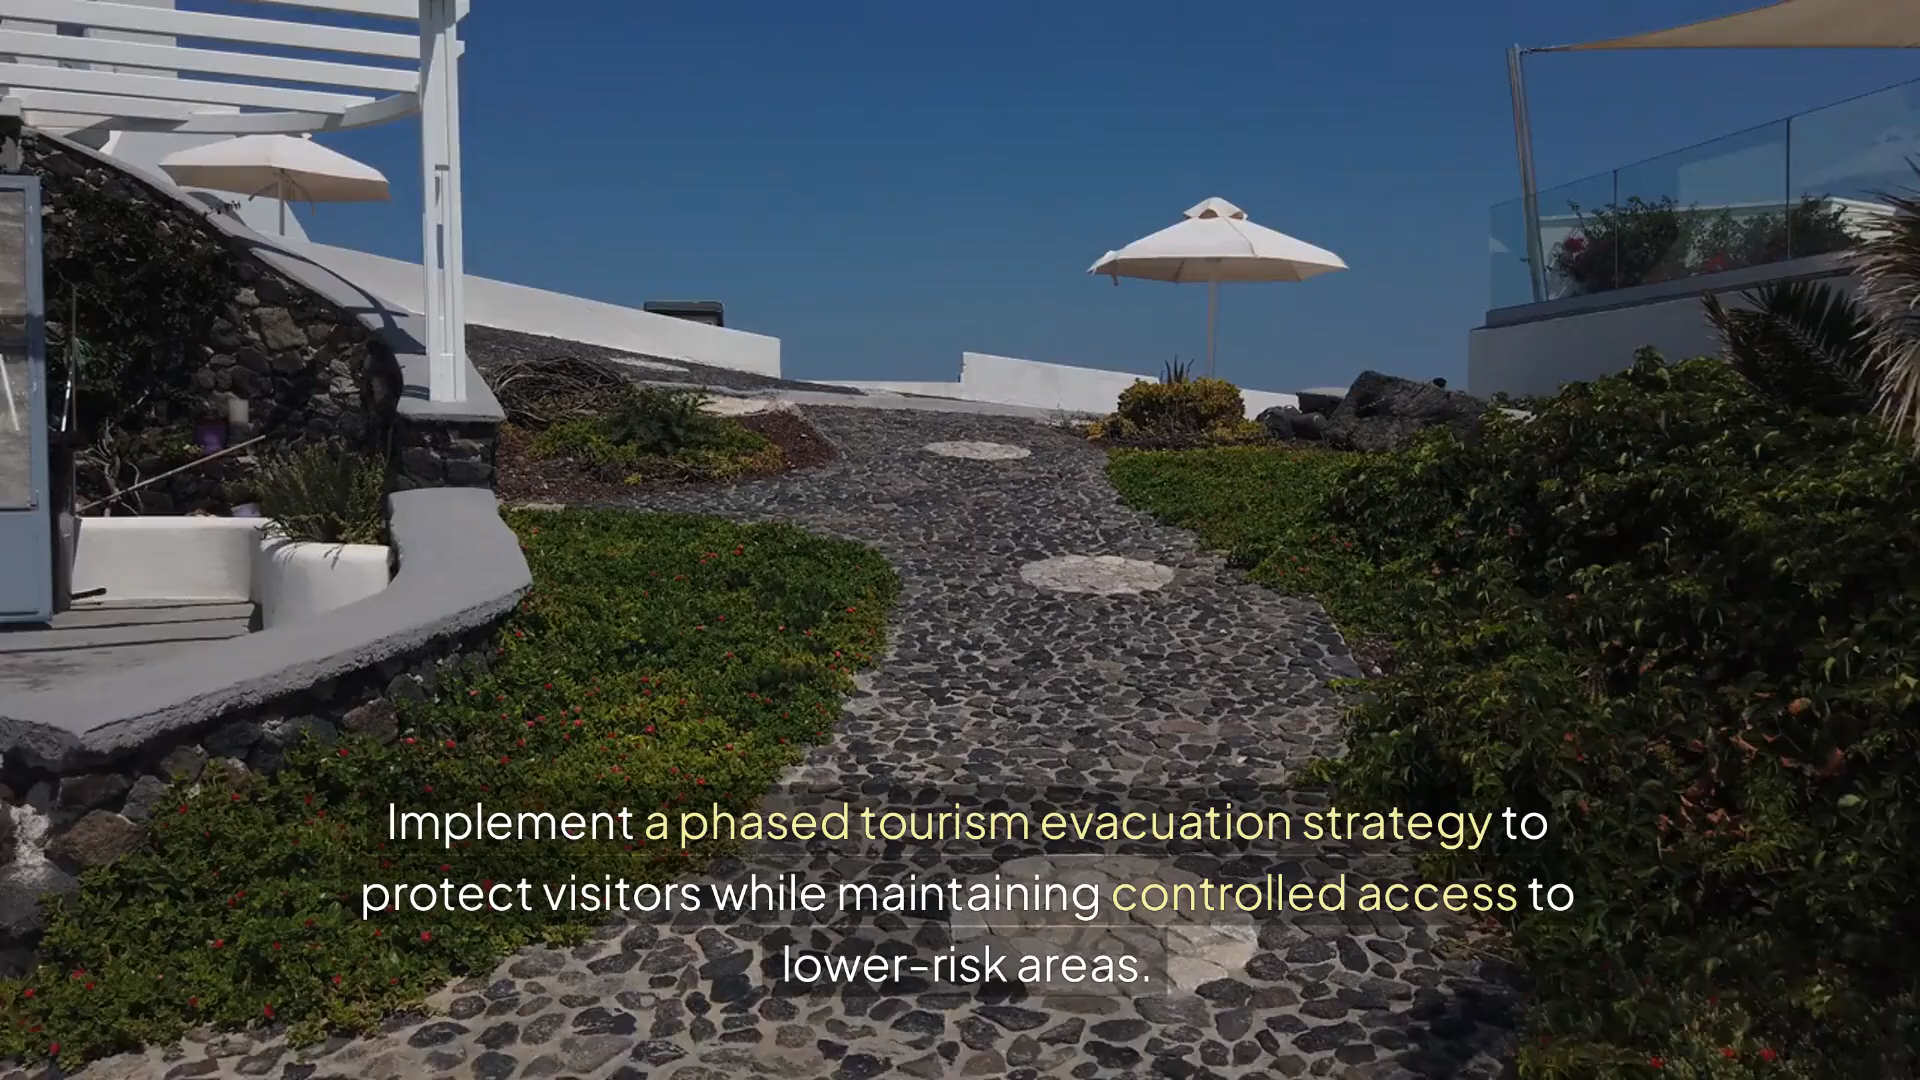 Implement a phased tourism evacuation strategy to
protect visitors while maintaining controlled access to
lower-risk areas.